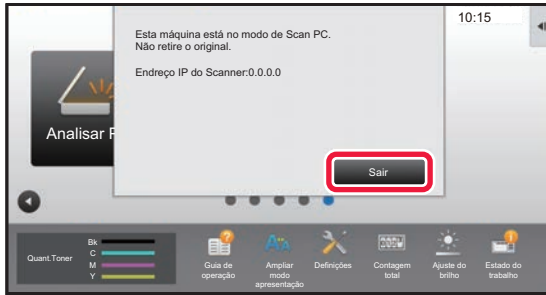 Esta máquina está no modo de Scan PC.
Não retire o original.
Endereço IP do Scanner:0.0.0.0
10:15
Analisar
Sair
Quant.Toner
Bk
C
M
Y
Guia de
operação
Ampliar
modo
apresentação
Definições
Contagem
total
Ajuste do
brilho
Estado do
trabalho